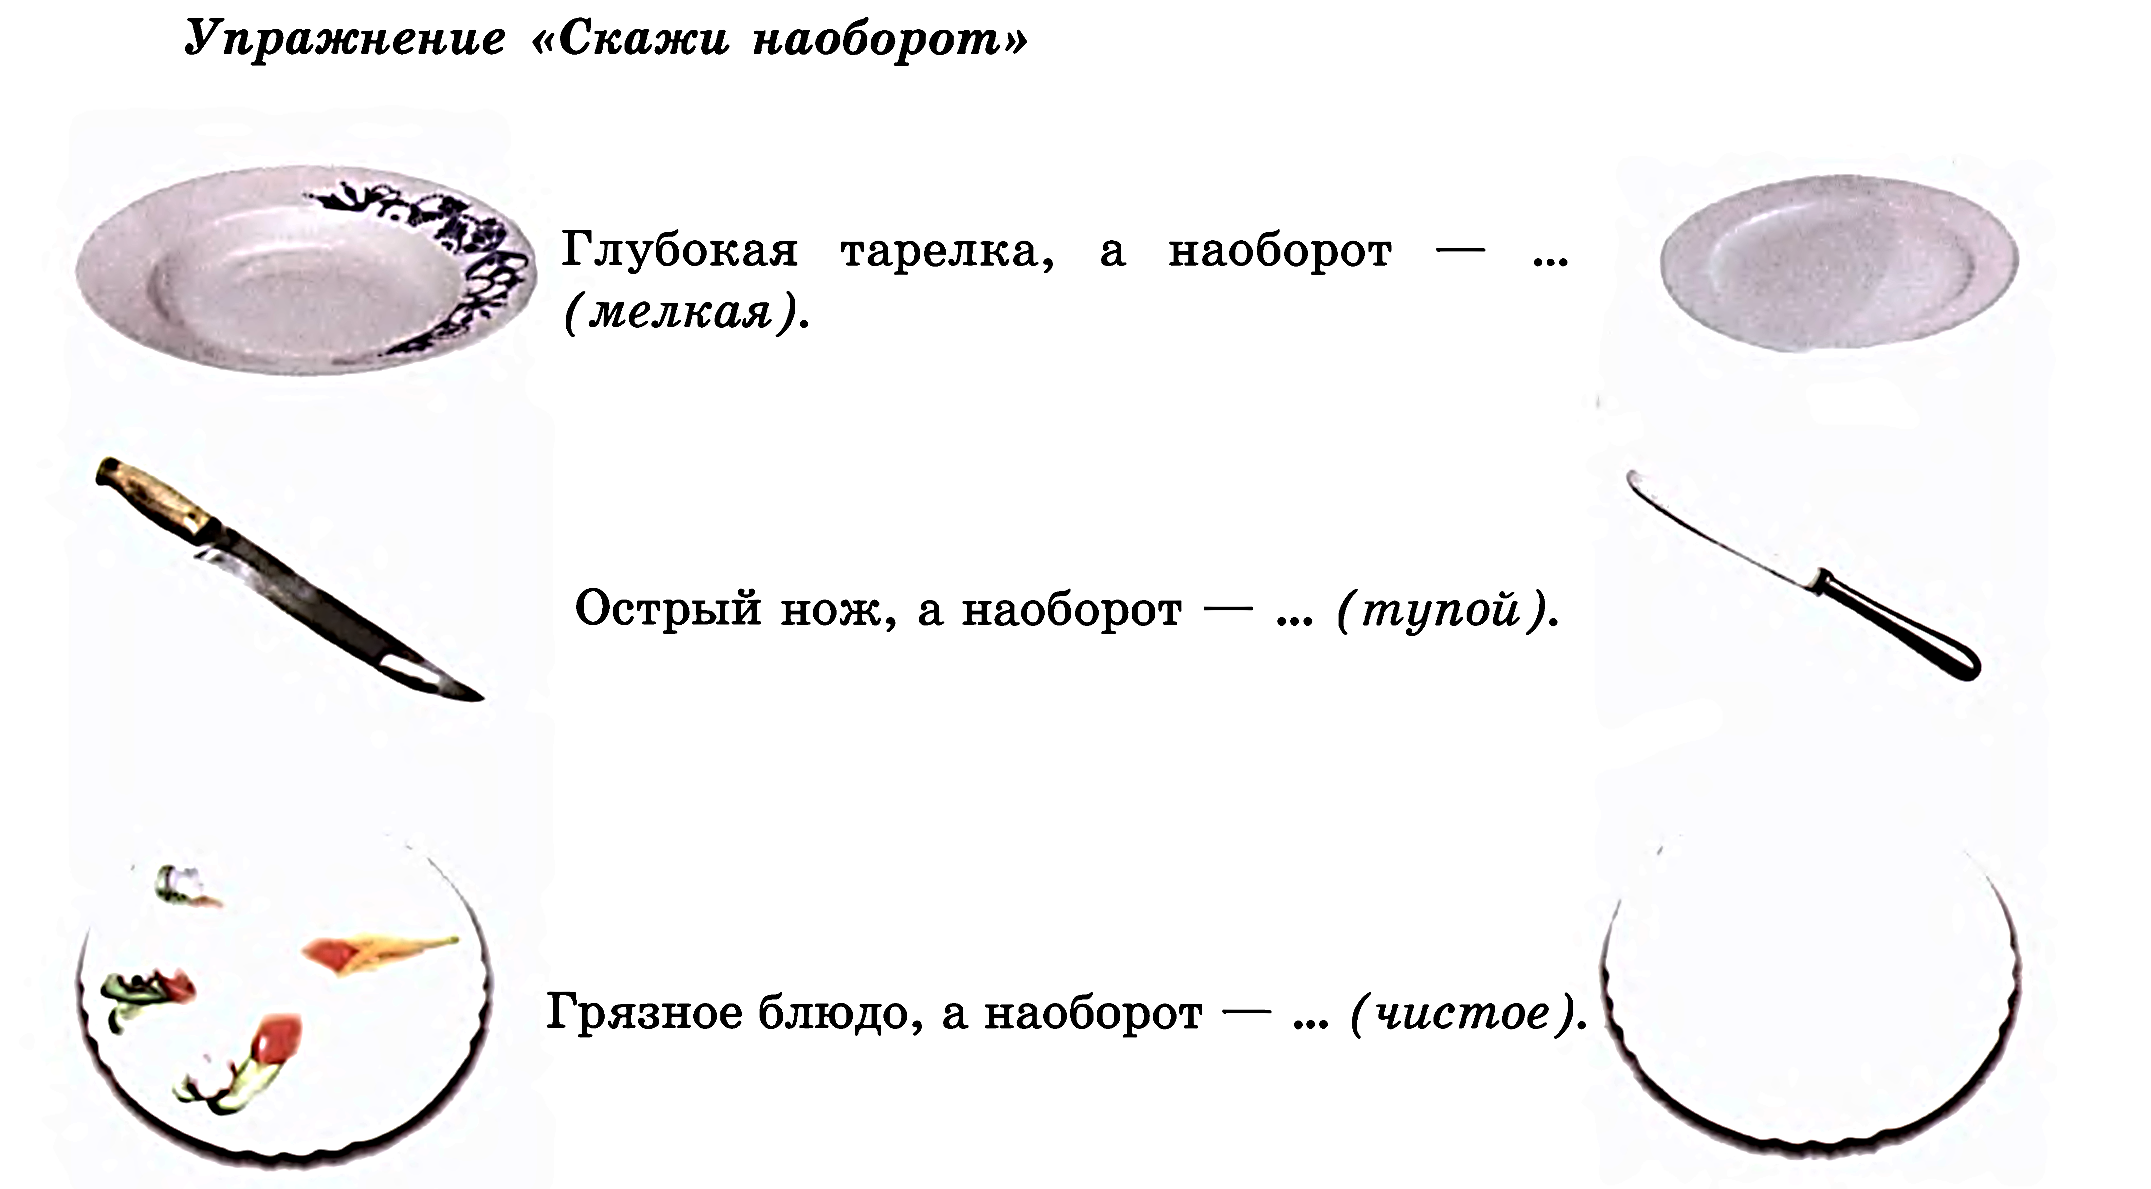 Упражнение «Скажи наоборот»
Глубокая тарелка, а наоборот — ...
(мелкая).
Острый нож, а наоборот — ... (тупой).
Грязное блюдо, а наоборот — ... (чистое).